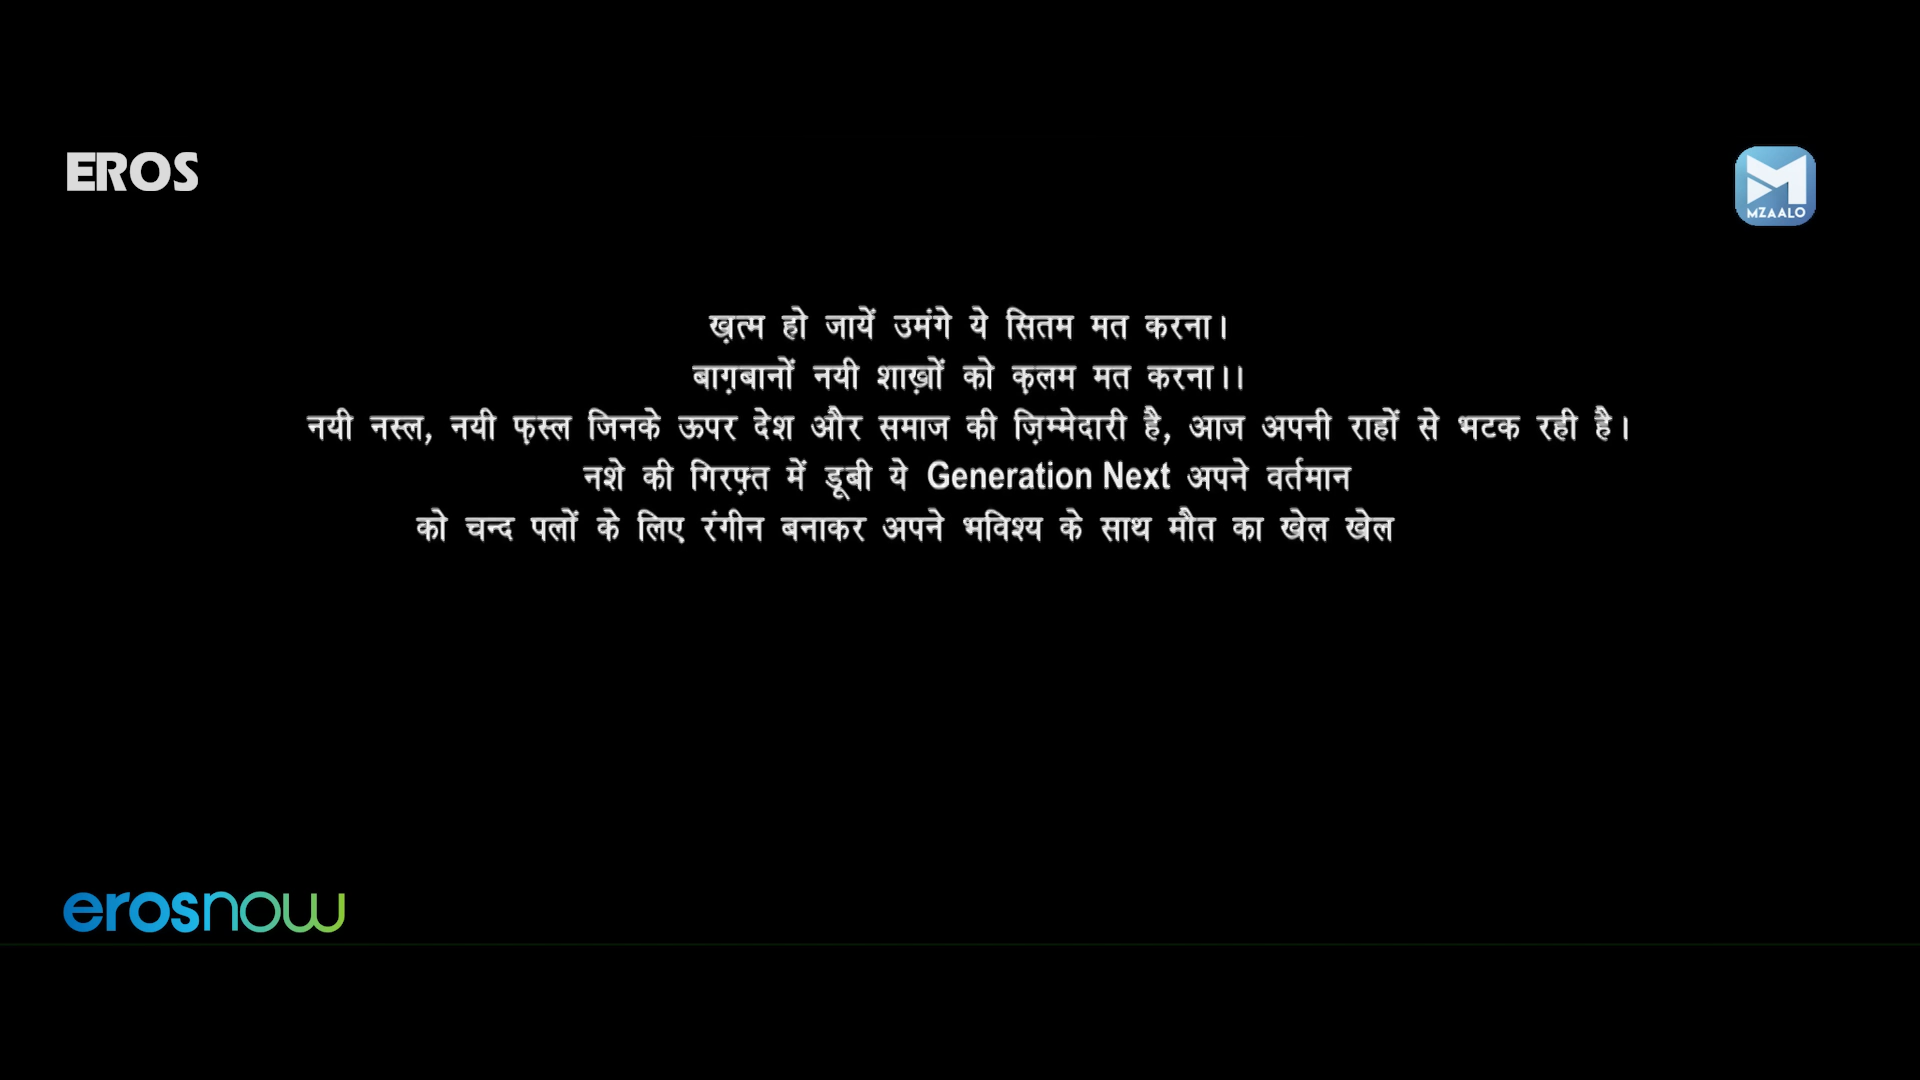 EROS
MZAALO
ख़त्म हो जायें उमंगे ये सितम मत करना।
बाग़बानों नयी शाख़ों को क़लम मत करना।।
नयी नस्ल, नयी फ़स्ल जिनके ऊपर देश और समाज की ज़िम्मेदारी है, आज अपनी राहों से भटक रही है।
नशे की गिरफ़्त में डूबी ये Generation Next अपने वर्तमान
को चन्द पलों के लिए रंगीन बनाकर अपने भविश्य के साथ मौत का खेल खेल
erosnow